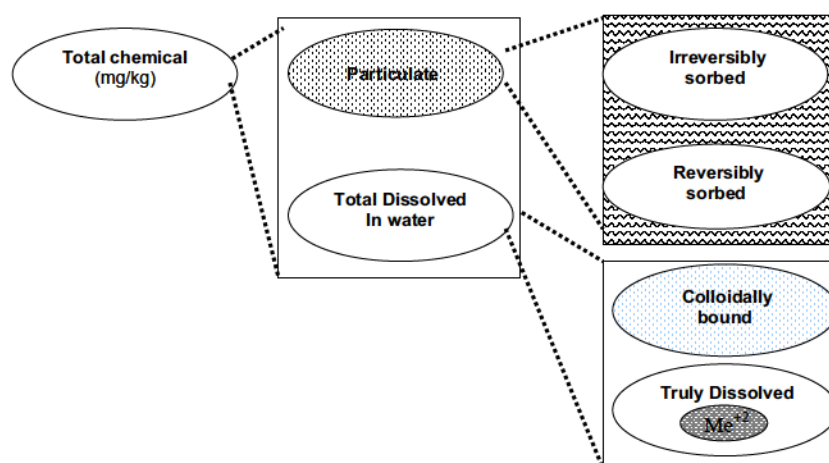 Total chemical
(mg/kg)
Particulate
Total Dissolved
In water
Irreversibly
sorbed
Reversibly
sorbed
Colloidally
bound
Truly Dissolved
Me+2